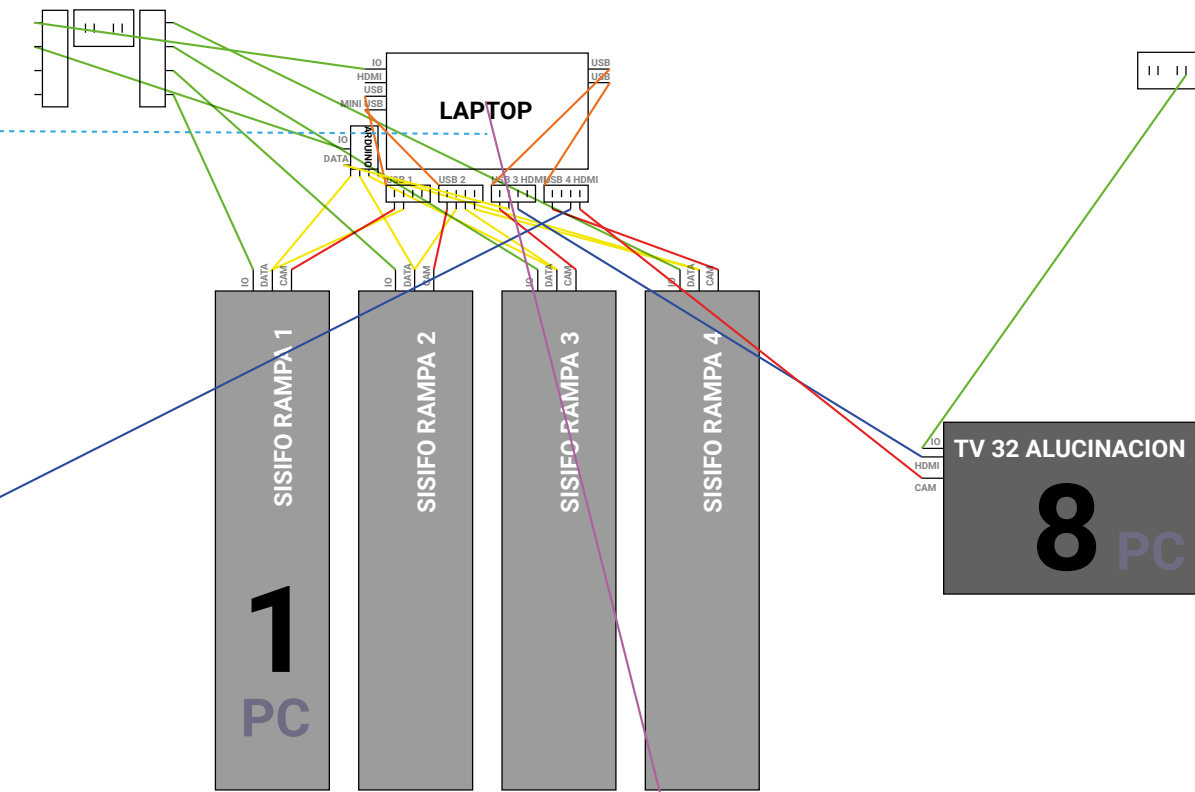 IO
HDMI
USB
MINI USB
USB
USB
LAPTOP
ARDUINO
IO
DATA
USB 1
USB 2
USB 3 HDMI
USB 4 HDMI
IO
DATA
CAM
IO
DATA
CAM
IO
DATA
CAM
IO
DATA
CAM
SISIFO RAMPA 1
SISIFO RAMPA 2
SISIFO RAMPA 3
SISIFO RAMPA 4
1
PC
IO
HDMI
CAM
TV 32 ALUCINACION
8 PC